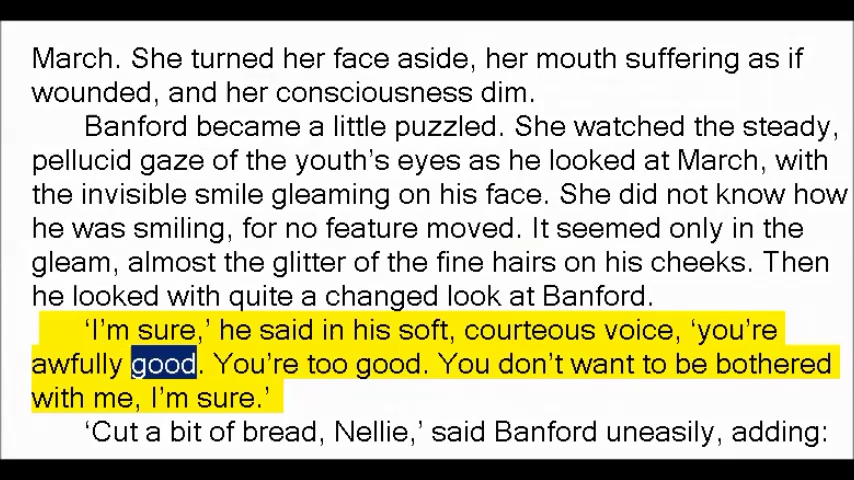 March. She turned her face aside, her mouth suffering as if
wounded, and her consciousness dim.
Banford became a little puzzled. She watched the steady,
pellucid gaze of the youth’s eyes as he looked at March, with
the invisible smile gleaming on his face. She did not know how
he was smiling, for no feature moved. It seemed only in the
gleam, almost the glitter of the fine hairs on his cheeks. Then
he looked with quite a changed look at Banford.
‘I’m sure,’ he said in his soft, courteous voice, ‘you’re
awfully good. You’re too good. You don’t want to be bothered
with me, I’m sure.’
‘Cut a bit of bread, Nellie,’ said Banford uneasily, adding: